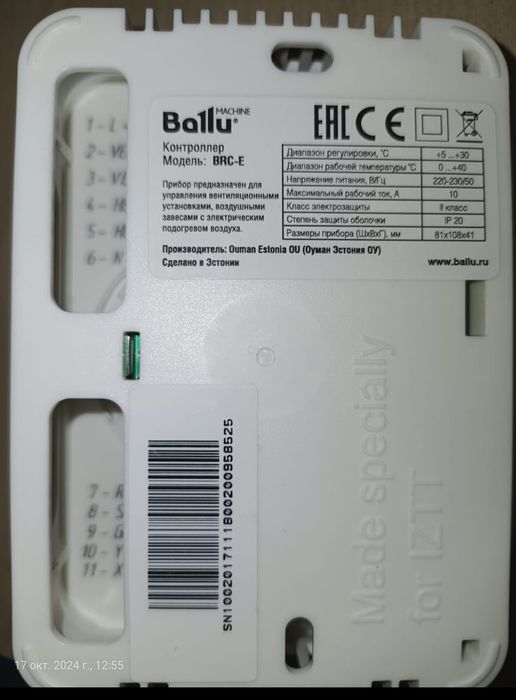 Ballu MACHINE
EAC CE
Контроллер
Модель: BRC-E
Прибор предназначен для
управления вентиляционными
установками, воздушными
завесами с электрическим
подогревом воздуха.
Диапазон регулировки, °С +5 ...+30
Диапазон рабочей температуры °С 0 ...+40
Напряжение питания, В/Гц 220-230/50
Максимальный рабочий ток, А 10
Класс электрозащиты II класс
Степень защиты оболочки IP 20
Размеры прибора (ШхВхГ), мм 81x108x41
Производитель: Ouman Estonia OU (Оуман Эстония ОУ)
Сделано в Эстонии www.ballu.ru
1 - L
2 - VE
3 - VE
4 - HE
5 - HE
6 - N
7 - R
8 - S
9 - G
10 - Y
11 - X
SN1002017111B00200958525
Made specially
for IZTT
17 окт. 2024 г., 12:55